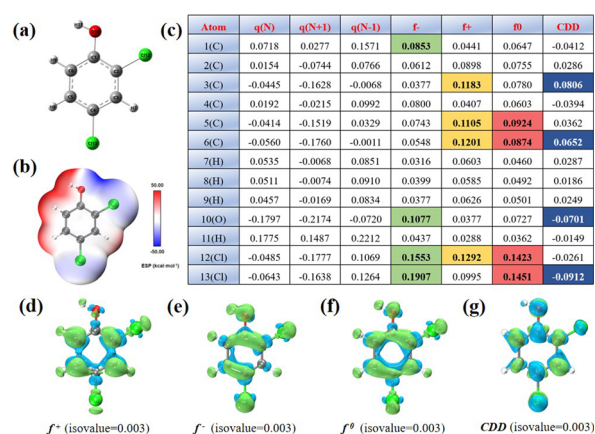 (a)
(c)
Atom q(N) q(N+1) q(N-1) f- f+ f0 CDD
1(C) 0.0718 0.0277 0.1571 0.0853 0.0441 0.0647 -0.0412
2(C) 0.0154 -0.0744 0.0766 0.0612 0.0898 0.0755 0.0286
3(C) -0.0445 -0.1628 -0.0068 0.0377 0.1183 0.0780 0.0806
4(C) 0.0192 -0.0215 0.0992 0.0800 0.0407 0.0603 -0.0394
5(C) -0.0414 -0.1519 0.0329 0.0743 0.1105 0.0924 0.0362
6(C) -0.0560 -0.1760 -0.0011 0.0548 0.1201 0.0874 0.0652
7(H) 0.0535 -0.0068 0.0851 0.0316 0.0603 0.0460 0.0287
8(H) 0.0511 -0.0074 0.0910 0.0399 0.0585 0.0492 0.0186
9(H) 0.0457 -0.0169 0.0834 0.0377 0.0626 0.0501 0.0249
10(O) -0.1797 -0.2174 -0.0720 0.1077 0.0377 0.0727 -0.0701
11(H) 0.1775 0.1487 0.2212 0.0437 0.0288 0.0362 -0.0149
12(Cl) -0.0485 -0.1777 0.1069 0.1553 0.1292 0.1423 -0.0261
13(Cl) -0.0643 -0.1638 0.1264 0.1907 0.0995 0.1451 -0.0912
(b)
50.00
-50.00
ESP (kcal·mol⁻¹)
(d)
(e)
(f)
(g)
f⁺ (isovalue=0.003)
f⁻ (isovalue=0.003)
f⁰ (isovalue=0.003)
CDD (isovalue=0.003)